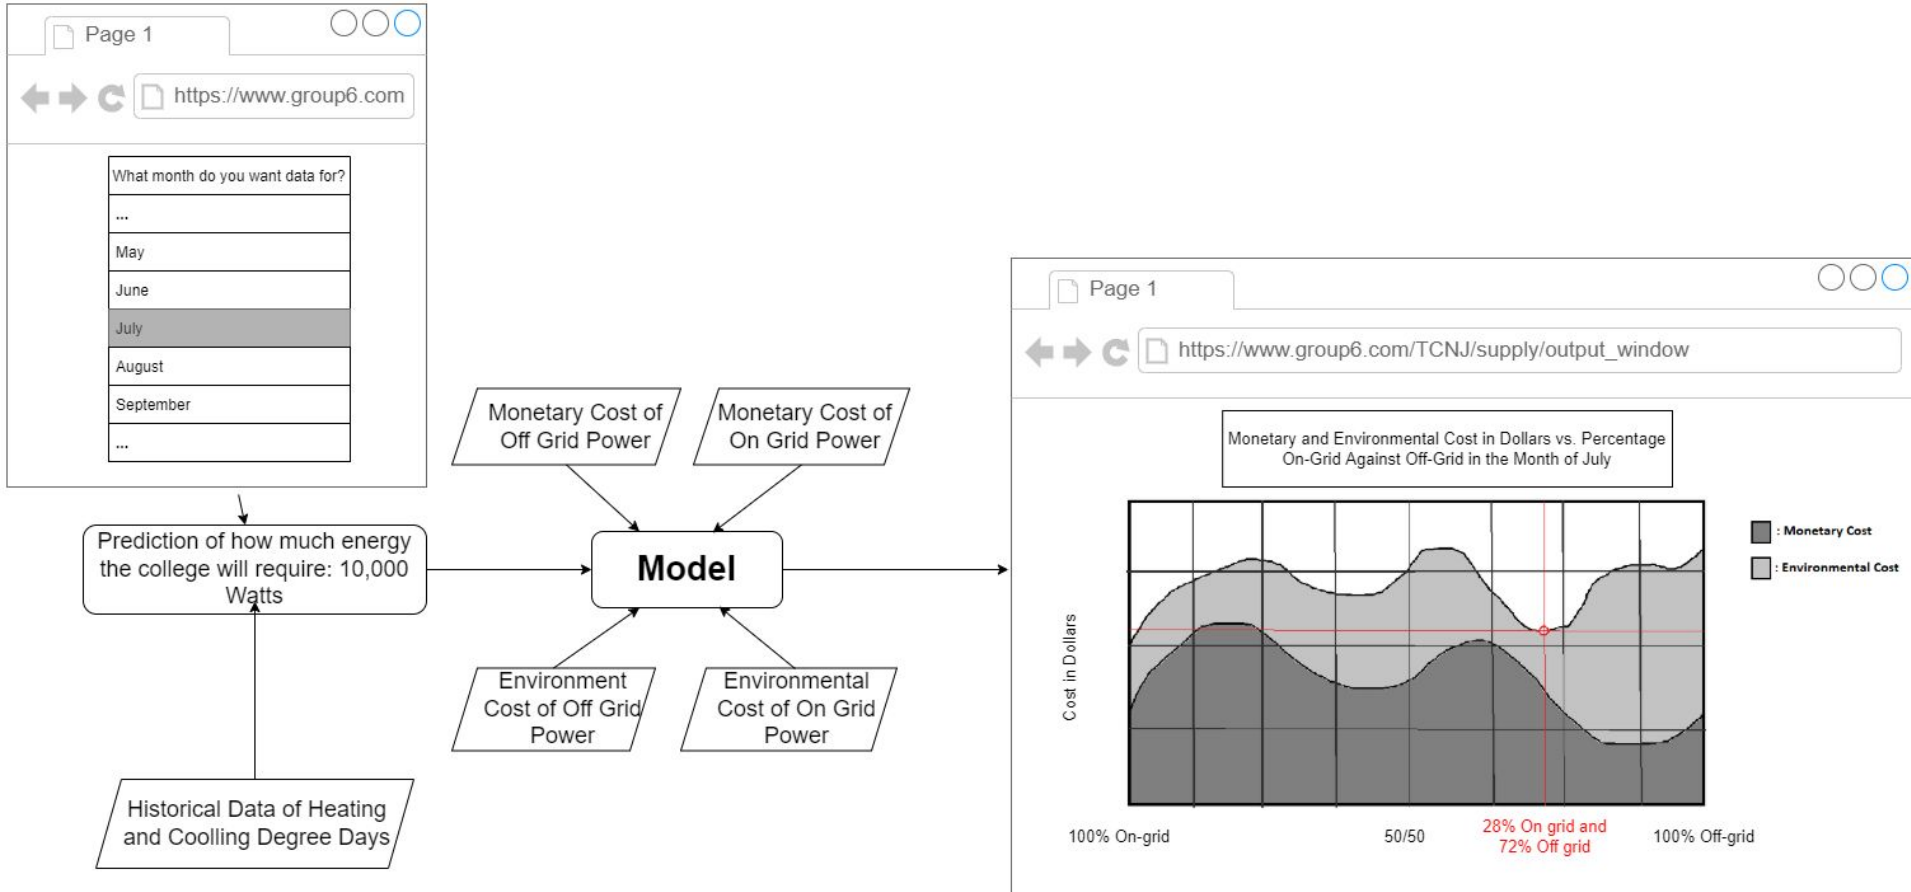 Page 1
https://www.group6.com
What month do you want data for?
...
May
June
July
August
September
...
Prediction of how much energy
the college will require: 10,000
Watts
Historical Data of Heating
and Coolling Degree Days
Monetary Cost of
Off Grid Power
Monetary Cost of
On Grid Power
Model
Environment
Cost of Off Grid
Power
Environmental
Cost of On Grid
Power
Page 1
https://www.group6.com/TCNJ/supply/output_window
Monetary and Environmental Cost in Dollars vs. Percentage
On-Grid Against Off-Grid in the Month of July
: Monetary Cost
: Environmental Cost
Cost in Dollars
100% On-grid
50/50
28% On grid and
72% Off grid
100% Off-grid